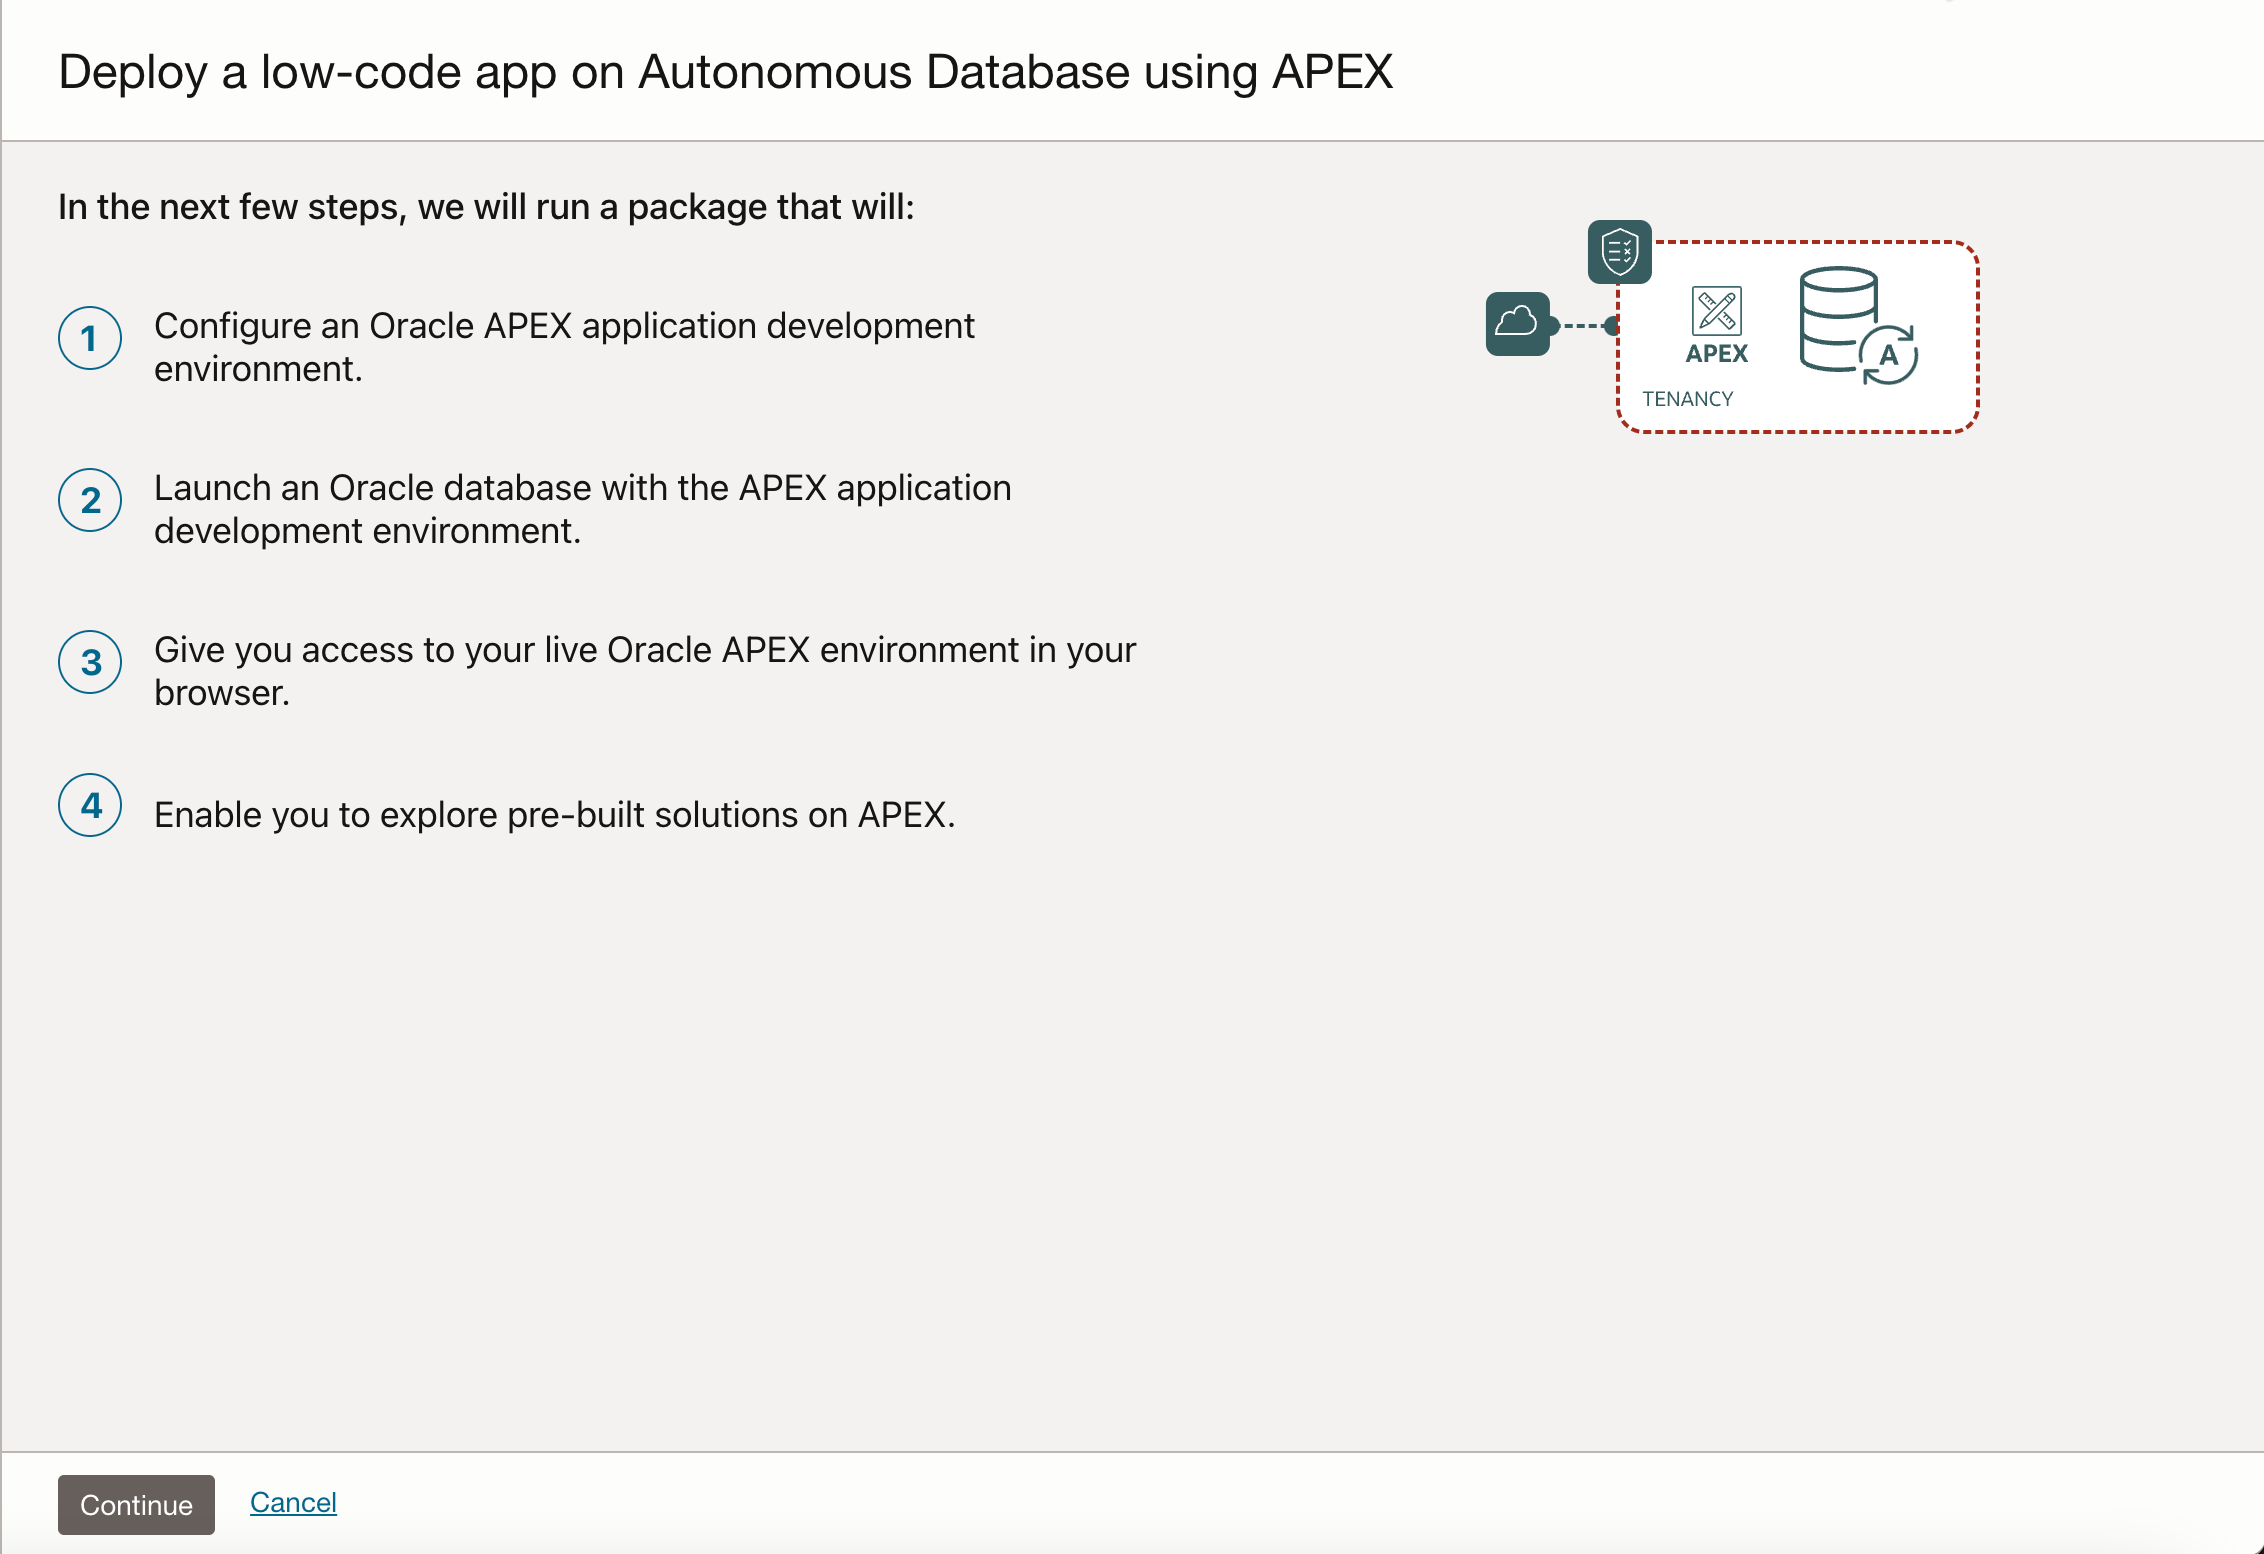 Deploy a low-code app on Autonomous Database using APEX
In the next few steps, we will run a package that will:
1
Configure an Oracle APEX application development
environment.
2
Launch an Oracle database with the APEX application
development environment.
3
Give you access to your live Oracle APEX environment in your
browser.
4
Enable you to explore pre-built solutions on APEX.
APEX
A
TENANCY
Continue
Cancel